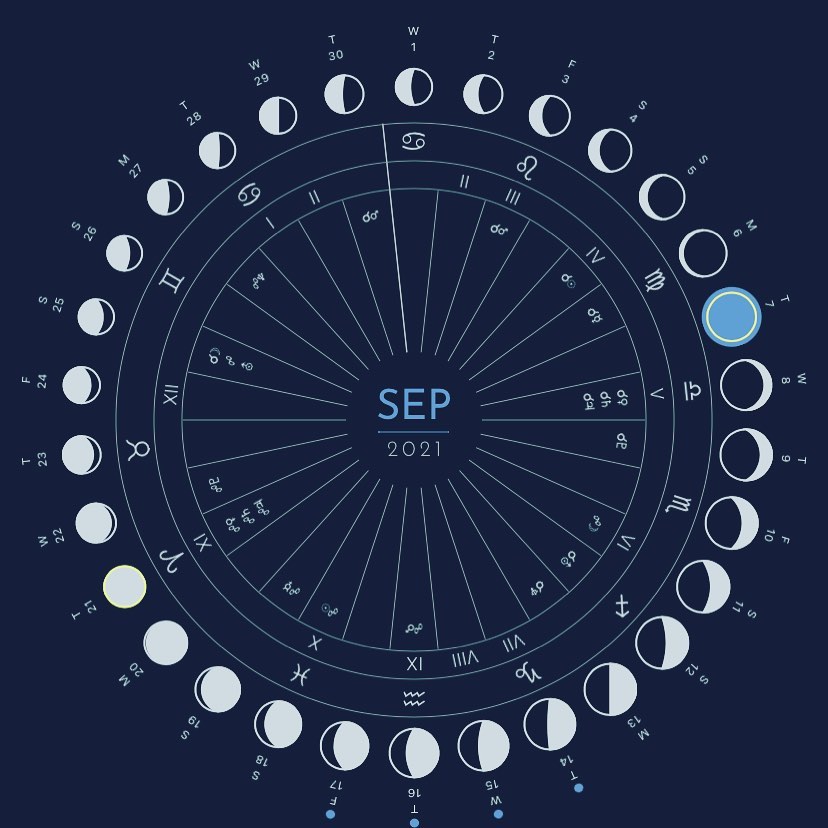 SEP
2021
W 1
T 2
F 3
S 4
S 5
M 6
T 7
W 8
T 9
F 10
S 11
S 12
M 13
T 14
W 15
T 16
F 17
S 18
S 19
M 20
T 21
W 22
T 23
F 24
S 25
S 26
M 27
T 28
W 29
T 30
♋
♌
♍
♎
♏
♐
♑
♒
♓
♈
♉
♊
♋
II
III
IV
V
VI
VII
VIII
IX
X
XI
XII
I
II